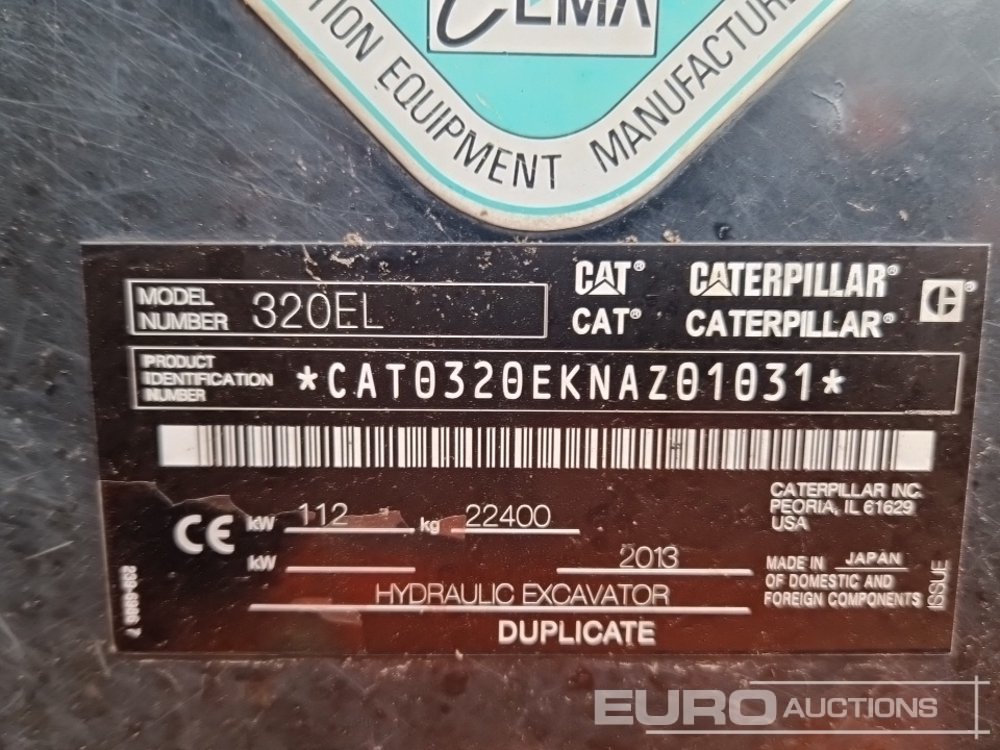 CEMA
TION EQUIPMENT MANUFACTURE
CAT® CATERPILLAR®
CAT® CATERPILLAR®
MODEL NUMBER 320EL
PRODUCT IDENTIFICATION NUMBER *CAT0320EKNAZ01031*
CATERPILLAR INC.
PEORIA, IL 61629
USA
CE kW 112 kg 22400
kW 2013
MADE IN JAPAN
OF DOMESTIC AND
FOREIGN COMPONENTS
ISSUE
HYDRAULIC EXCAVATOR
DUPLICATE
EURO AUCTIONS